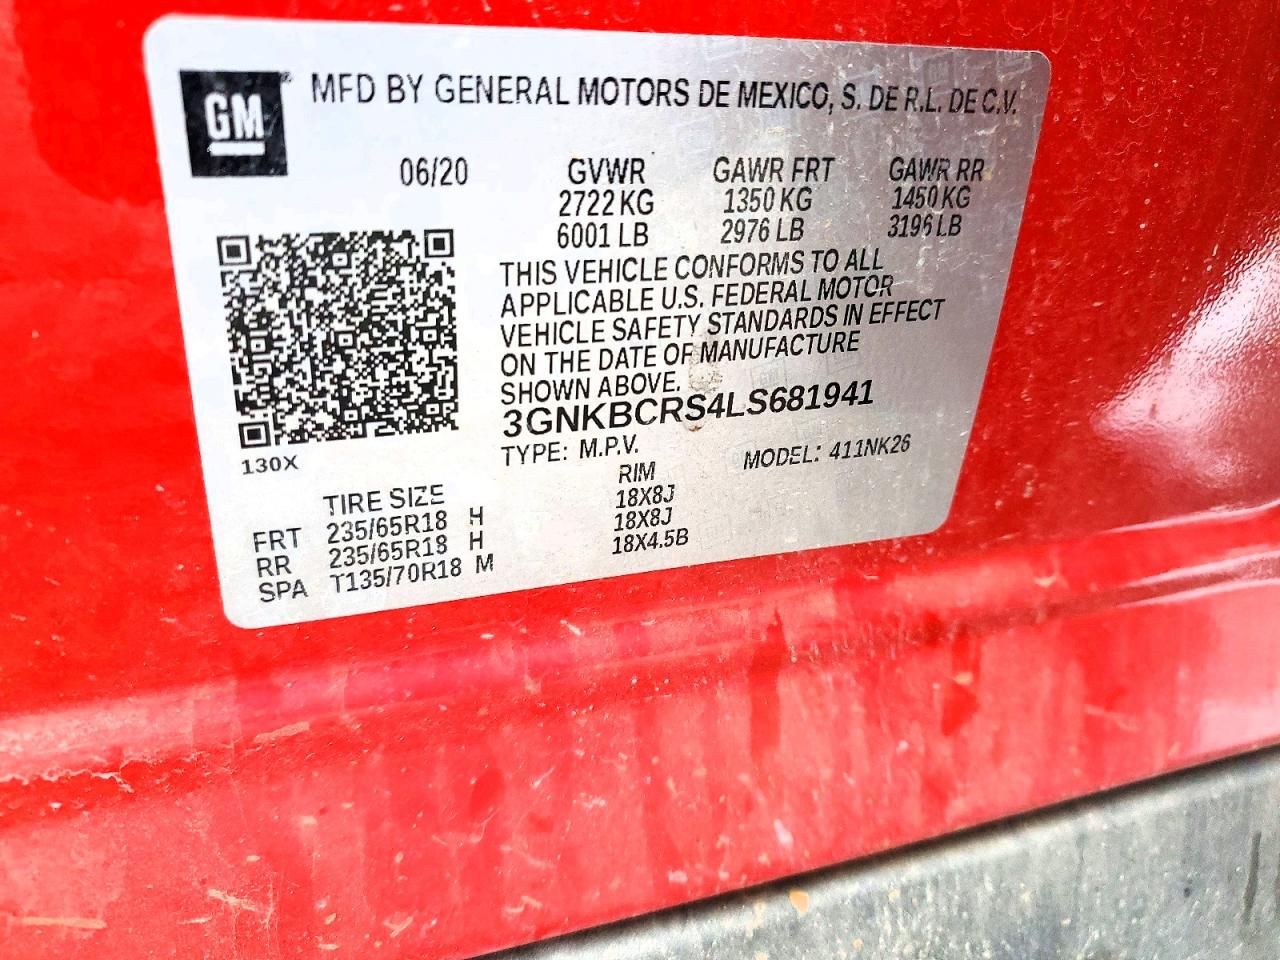 GM
MFD BY GENERAL MOTORS DE MEXICO, S. DE R.L. DE C.V.
06/20 GVWR GAWR FRT GAWR RR
2722 KG 1350 KG 1450 KG
6001 LB 2976 LB 3196 LB
THIS VEHICLE CONFORMS TO ALL
APPLICABLE U.S. FEDERAL MOTOR
VEHICLE SAFETY STANDARDS IN EFFECT
ON THE DATE OF MANUFACTURE
SHOWN ABOVE.
3GNKBCRS4LS681941
TYPE: M.P.V. MODEL: 411NK26
130X
TIRE SIZE RIM
FRT 235/65R18 H 18X8J
RR 235/65R18 H 18X8J
SPA T135/70R18 M 18X4.5B